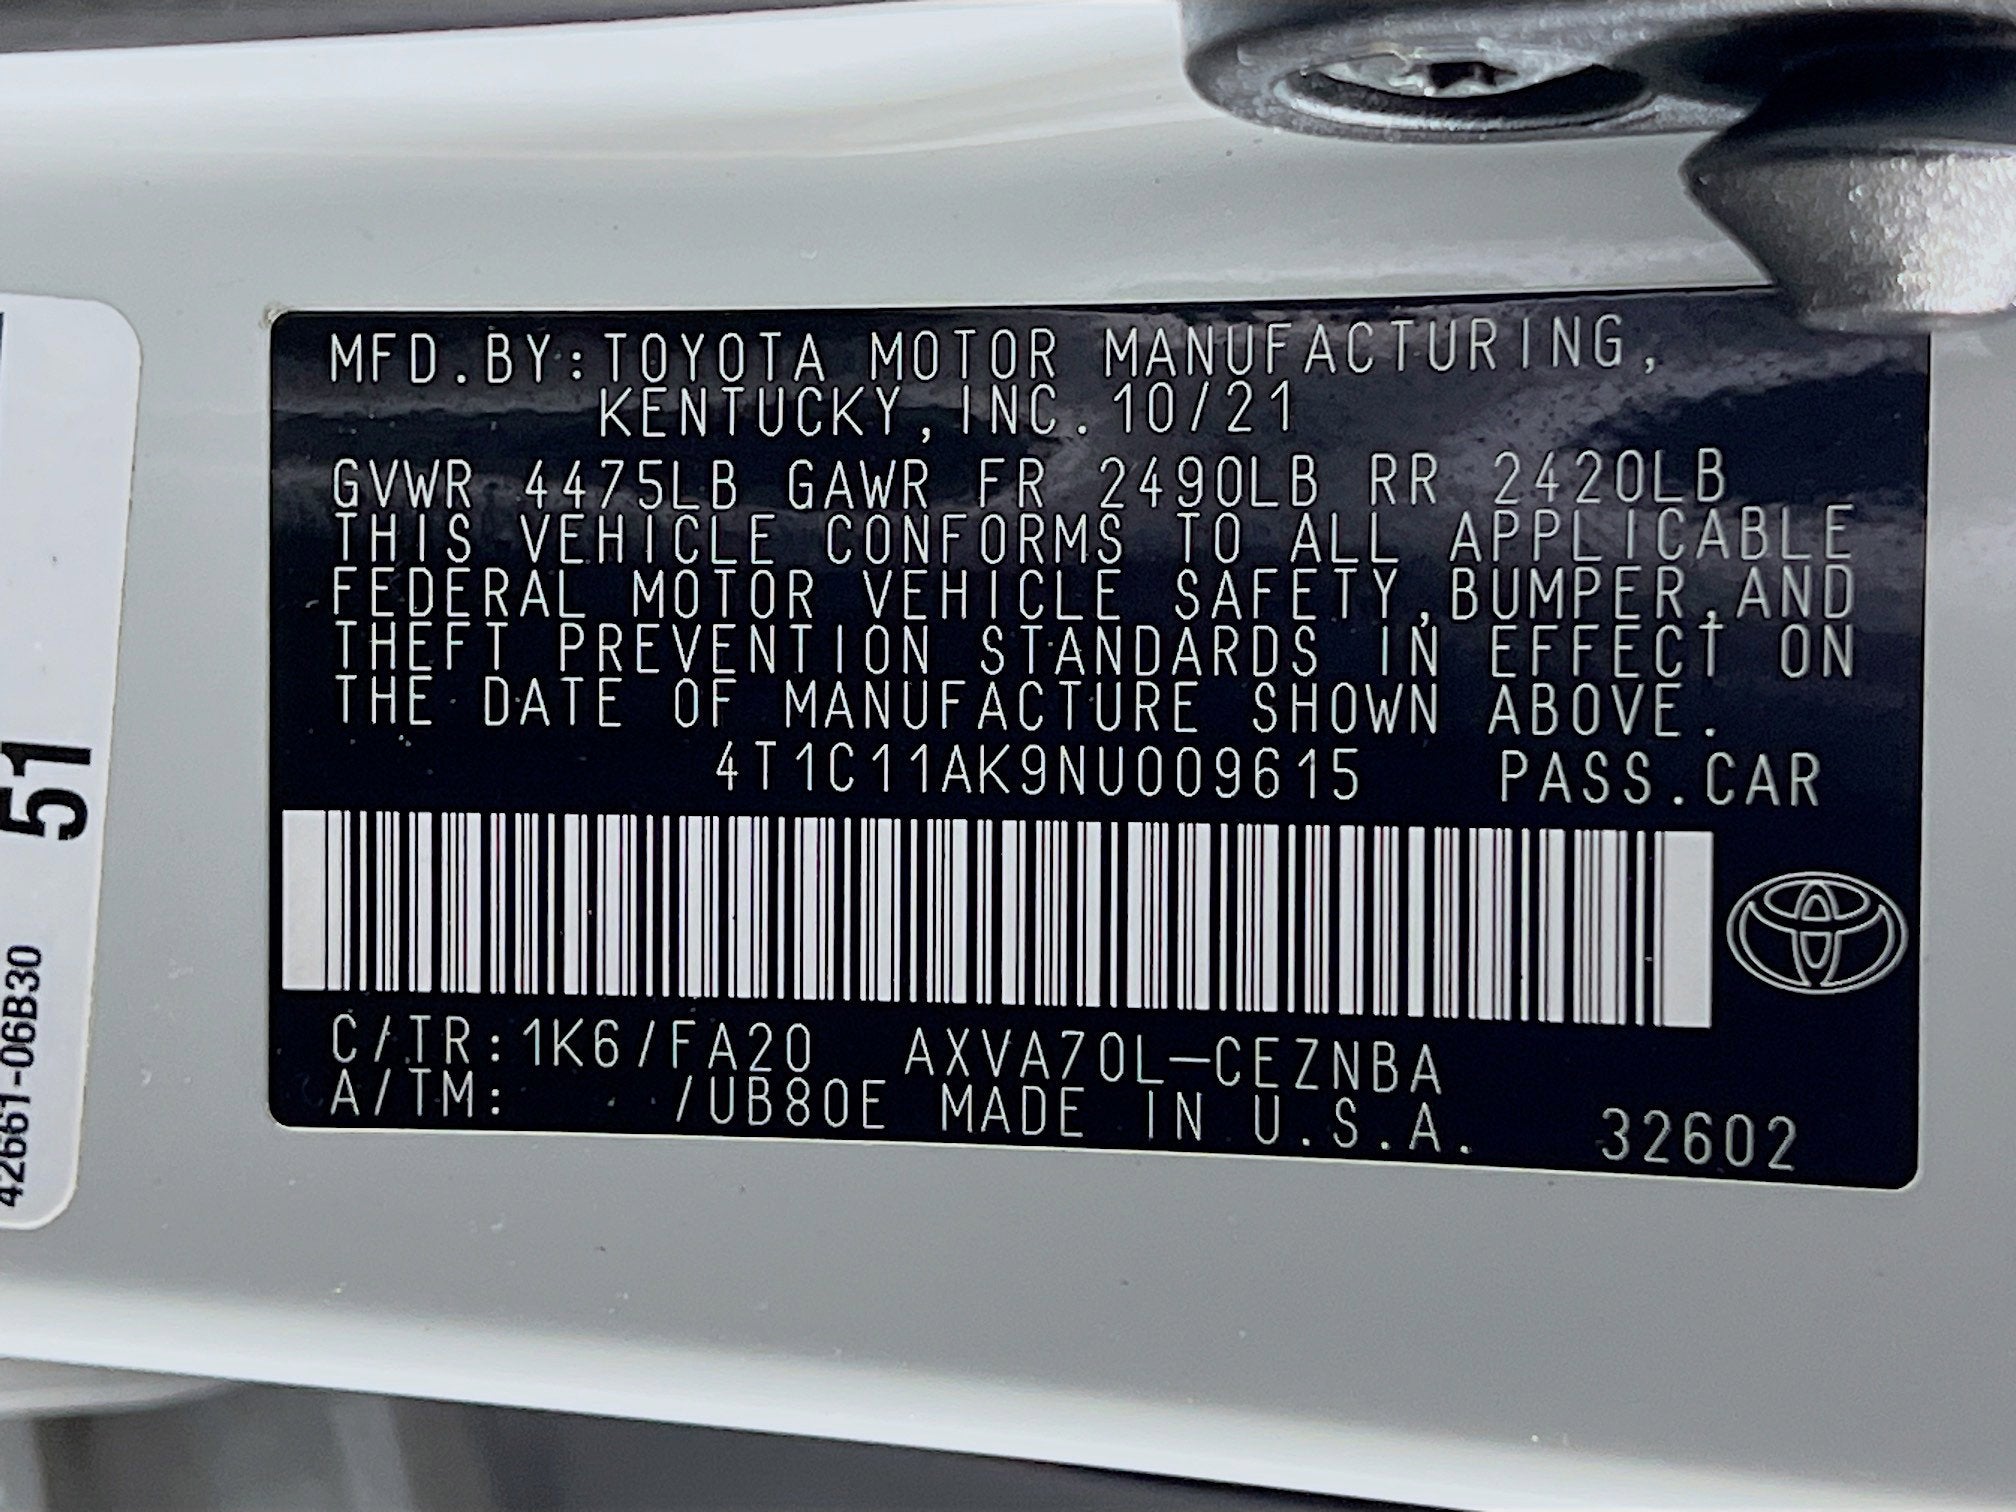 MFD.BY:TOYOTA MOTOR MANUFACTURING,
KENTUCKY,INC.10/21
GVWR 4475LB GAWR FR 2490LB RR 2420LB
THIS VEHICLE CONFORMS TO ALL APPLICABLE
FEDERAL MOTOR VEHICLE SAFETY,BUMPER,AND
THEFT PREVENTION STANDARDS IN EFFECT ON
THE DATE OF MANUFACTURE SHOWN ABOVE.
4T1C11AK9NU009615 PASS.CAR
C/TR:1K6/FA20 AXVA70L-CEZNBA
A/TM: /UB80E MADE IN U.S.A. 32602
51
42661-06B30